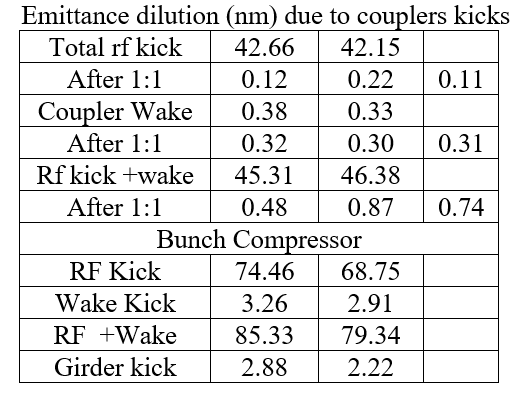 Emittance dilution (nm) due to couplers kicks
Total rf kick 42.66 42.15
After 1:1 0.12 0.22 0.11
Coupler Wake 0.38 0.33
After 1:1 0.32 0.30 0.31
Rf kick +wake 45.31 46.38
After 1:1 0.48 0.87 0.74
Bunch Compressor
RF Kick 74.46 68.75
Wake Kick 3.26 2.91
RF +Wake 85.33 79.34
Girder kick 2.88 2.22